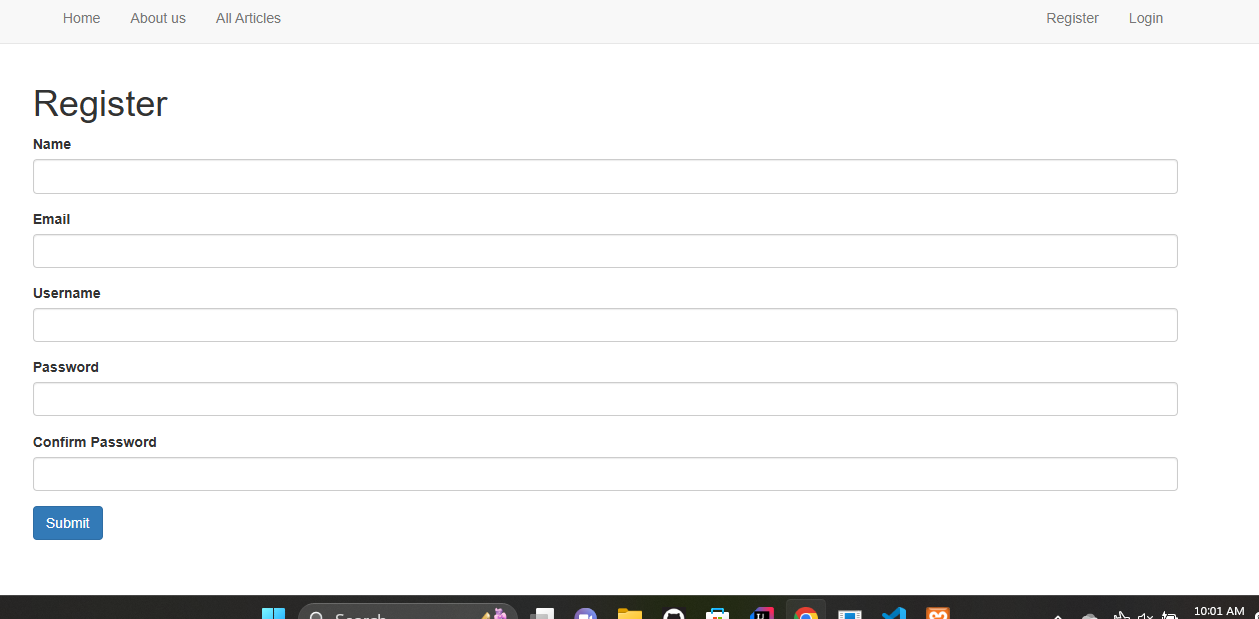 Home About us All Articles Register Login
Register
Name
Email
Username
Password
Confirm Password
Submit
Search
10:01 AM